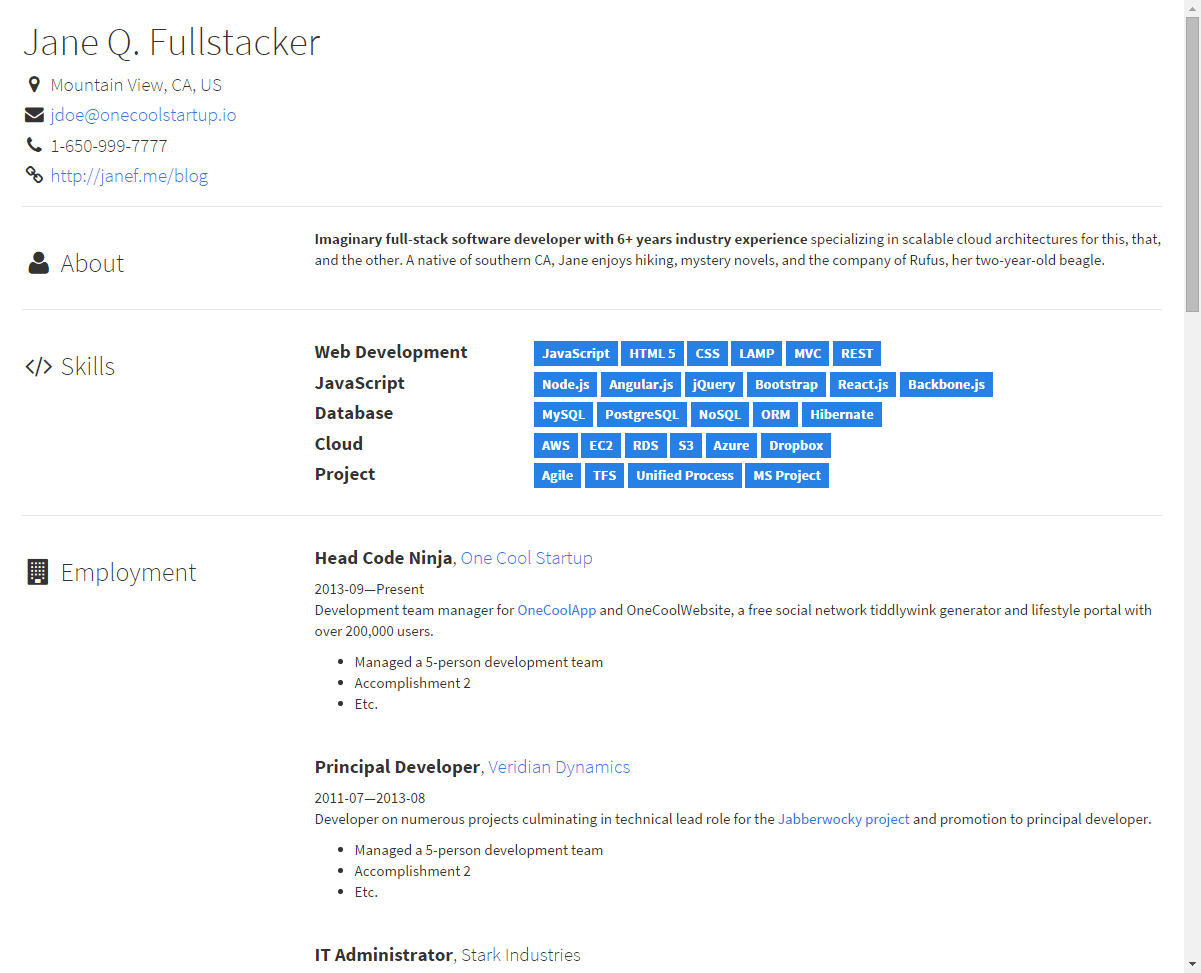 Jane Q. Fullstacker
Mountain View, CA, US
jdoe@onecoolstartup.io
1-650-999-7777
http://janef.me/blog
About
Imaginary full-stack software developer with 6+ years industry experience specializing in scalable cloud architectures for this, that,
and the other. A native of southern CA, Jane enjoys hiking, mystery novels, and the company of Rufus, her two-year-old beagle.
Skills
Web Development JavaScript HTML 5 CSS LAMP MVC REST
JavaScript Node.js Angular.js jQuery Bootstrap React.js Backbone.js
Database MySQL PostgreSQL NoSQL ORM Hibernate
Cloud AWS EC2 RDS S3 Azure Dropbox
Project Agile TFS Unified Process MS Project
Employment
Head Code Ninja, One Cool Startup
2013-09—Present
Development team manager for OneCoolApp and OneCoolWebsite, a free social network tiddlywink generator and lifestyle portal with
over 200,000 users.
• Managed a 5-person development team
• Accomplishment 2
• Etc.
Principal Developer, Veridian Dynamics
2011-07—2013-08
Developer on numerous projects culminating in technical lead role for the Jabberwocky project and promotion to principal developer.
• Managed a 5-person development team
• Accomplishment 2
• Etc.
IT Administrator, Stark Industries